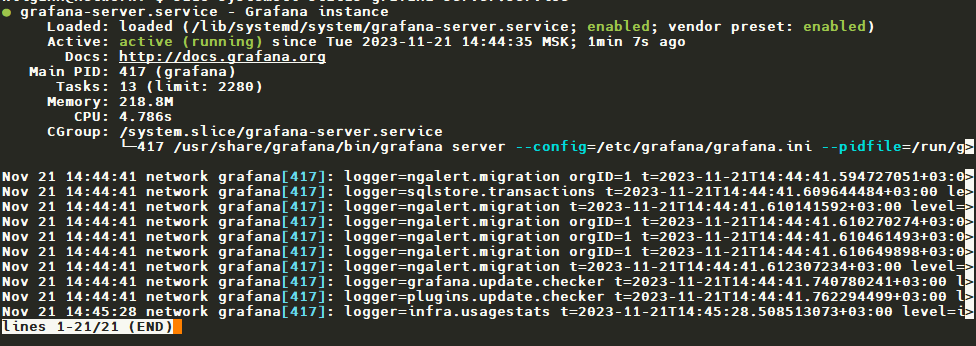 ● grafana-server.service - Grafana instance
Loaded: loaded (/lib/systemd/system/grafana-server.service; enabled; vendor preset: enabled)
Active: active (running) since Tue 2023-11-21 14:44:35 MSK; 1min 7s ago
Docs: http://docs.grafana.org
Main PID: 417 (grafana)
Tasks: 13 (limit: 2280)
Memory: 218.8M
CPU: 4.786s
CGroup: /system.slice/grafana-server.service
└─417 /usr/share/grafana/bin/grafana server --config=/etc/grafana/grafana.ini --pidfile=/run/g>
Nov 21 14:44:41 network grafana[417]: logger=ngalert.migration orgID=1 t=2023-11-21T14:44:41.594727051+03:0>
Nov 21 14:44:41 network grafana[417]: logger=sqlstore.transactions t=2023-11-21T14:44:41.609644484+03:00 le>
Nov 21 14:44:41 network grafana[417]: logger=ngalert.migration t=2023-11-21T14:44:41.610141592+03:00 level=>
Nov 21 14:44:41 network grafana[417]: logger=ngalert.migration orgID=1 t=2023-11-21T14:44:41.610270274+03:0>
Nov 21 14:44:41 network grafana[417]: logger=ngalert.migration orgID=1 t=2023-11-21T14:44:41.610461493+03:0>
Nov 21 14:44:41 network grafana[417]: logger=ngalert.migration orgID=1 t=2023-11-21T14:44:41.610649898+03:0>
Nov 21 14:44:41 network grafana[417]: logger=ngalert.migration t=2023-11-21T14:44:41.612307234+03:00 level=>
Nov 21 14:44:41 network grafana[417]: logger=grafana.update.checker t=2023-11-21T14:44:41.740780241+03:00 l>
Nov 21 14:44:41 network grafana[417]: logger=plugins.update.checker t=2023-11-21T14:44:41.762294499+03:00 l>
Nov 21 14:45:28 network grafana[417]: logger=infra.usagestats t=2023-11-21T14:45:28.508513073+03:00 level=i>
lines 1-21/21 (END)